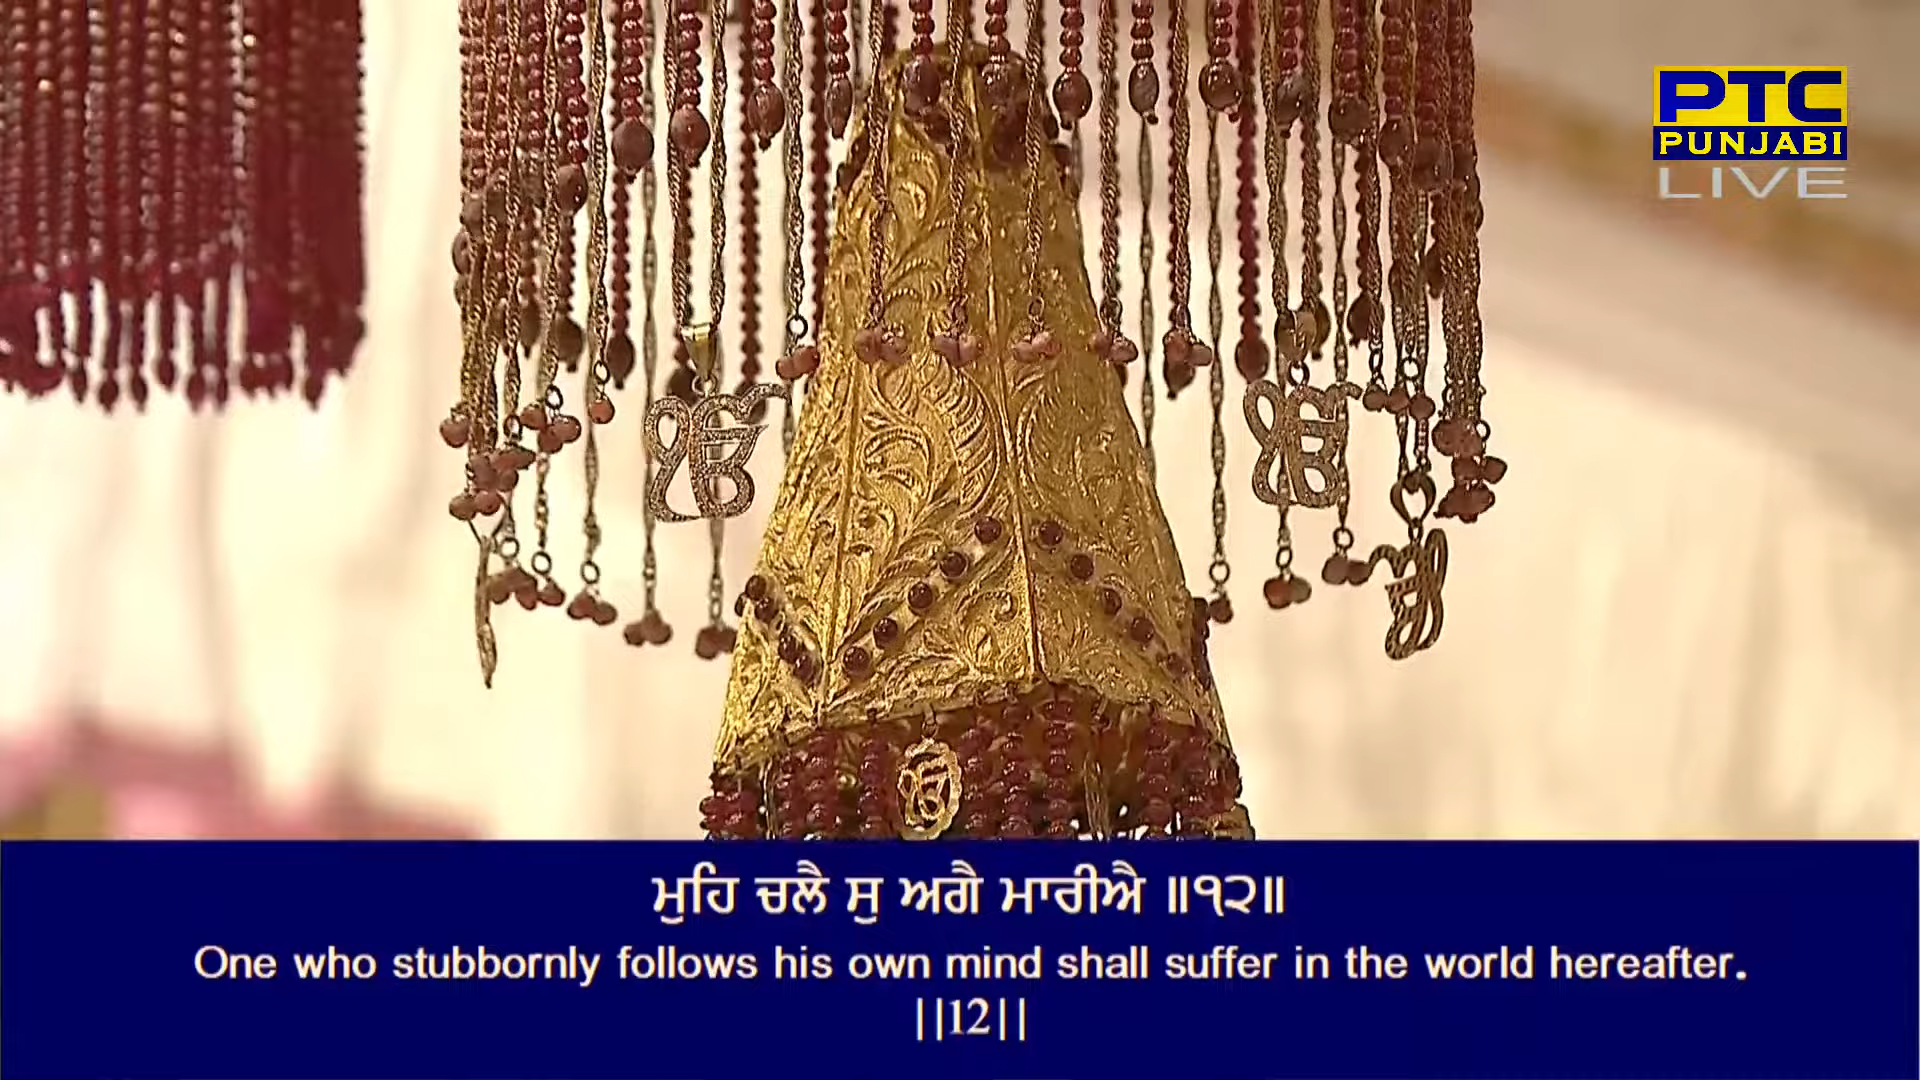 PTC
PUNJABI
LIVE
ੴ
ੴ
ੴ
ੴ
ਮੁਹਿ ਚਲੈ ਸੁ ਅਗੈ ਮਾਰੀਐ ॥੧੨॥
One who stubbornly follows his own mind shall suffer in the world hereafter.
||12||